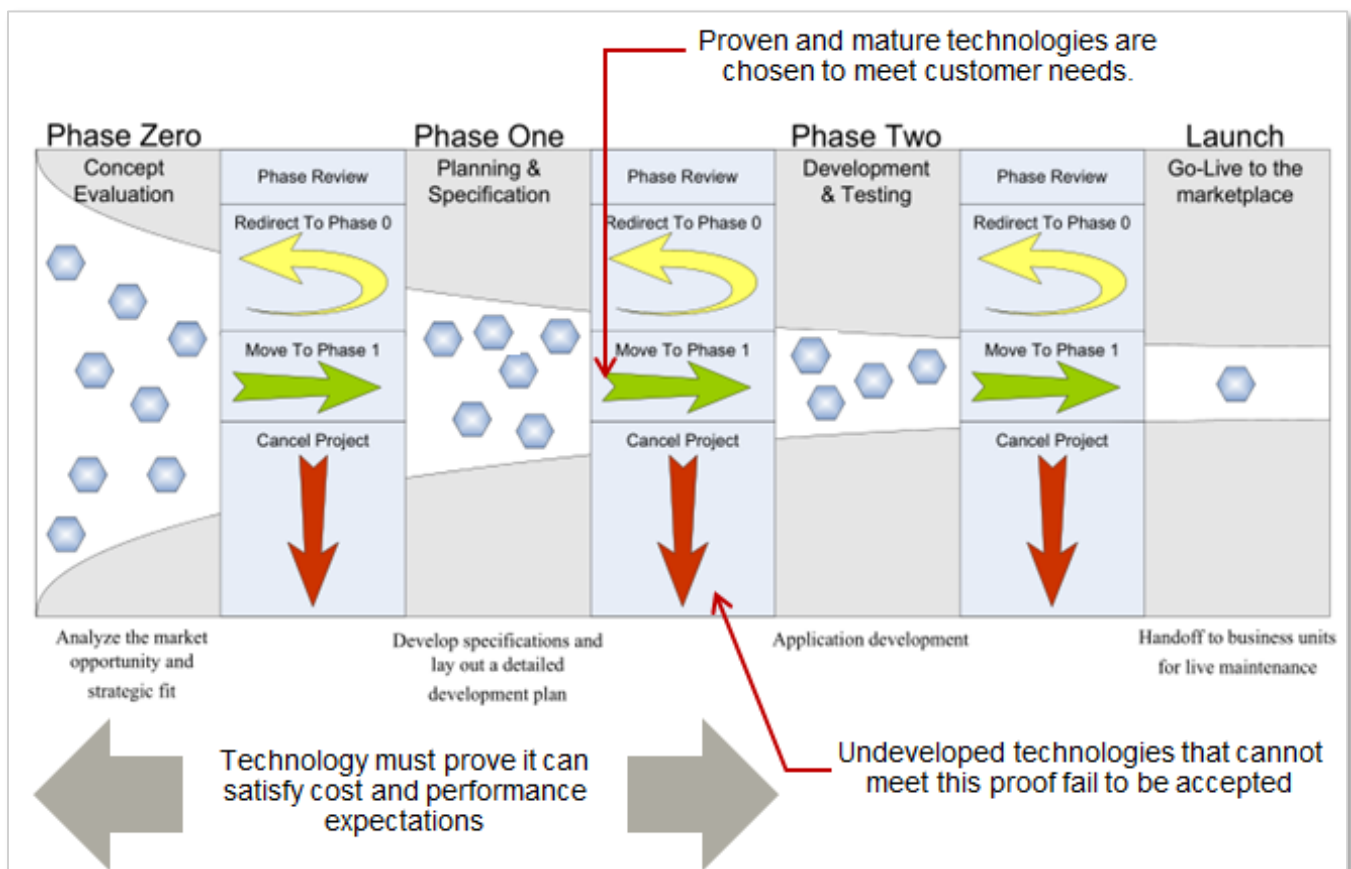 Proven and mature technologies are
chosen to meet customer needs.
Phase Zero
Phase One
Phase Two
Launch
Concept
Evaluation
Phase Review
Planning &
Specification
Phase Review
Development
& Testing
Phase Review
Go-Live to the
marketplace
Redirect To Phase 0
Redirect To Phase 0
Redirect To Phase 0
Move To Phase 1
Move To Phase 1
Move To Phase 1
Cancel Project
Cancel Project
Cancel Project
Analyze the market
opportunity and
strategic fit
Develop specifications and
lay out a detailed
development plan
Application development
Handoff to business units
for live maintenance
Technology must prove it can
satisfy cost and performance
expectations
Undeveloped technologies that cannot
meet this proof fail to be accepted